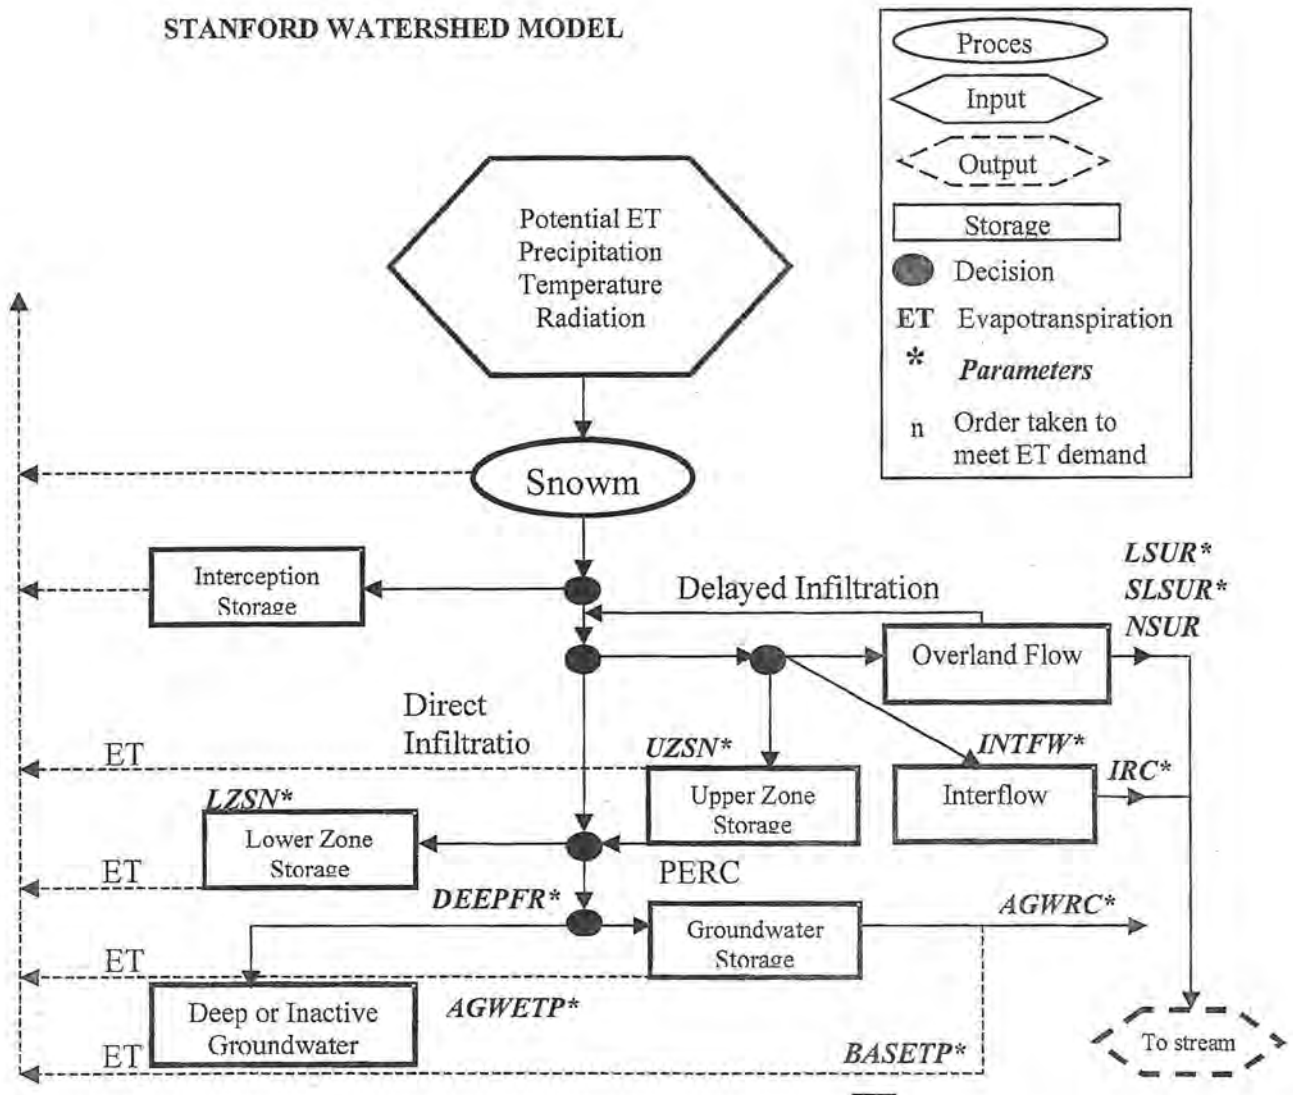 STANFORD WATERSHED MODEL
Proces
Input
Output
Storage
Decision
ET Evapotranspiration
* Parameters
n Order taken to
meet ET demand
Potential ET
Precipitation
Temperature
Radiation
Snowm
Interception
Storage
Delayed Infiltration
LSUR*
SLSUR*
NSUR
Overland Flow
Direct
Infiltratio
ET
UZSN*
INTFW*
IRC*
Upper Zone
Storage
Interflow
LZSN*
Lower Zone
Storage
ET
PERC
DEEPFR*
Groundwater
Storage
AGWRC*
ET
Deep or Inactive
Groundwater
AGWETP*
ET
BASETP*
To stream